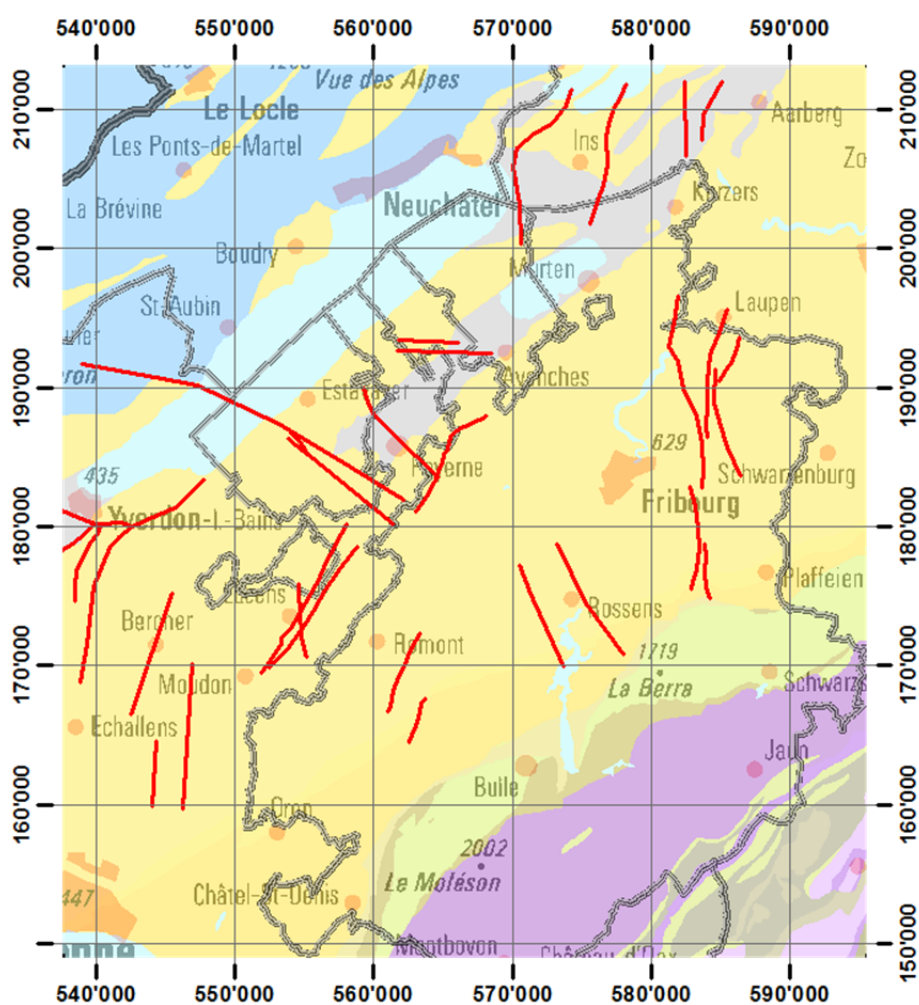 540'000 550'000 560'000 570'000 580'000 590'000
210'000
200'000
190'000
180'000
170'000
160'000
150'000
Vue des Alpes
Le Locle
Aarberg
Les Ponts-de-Martel
Ins
Zo
La Brévine
Neuchâtel
Kerzers
Boudry
Murten
St-Aubin
Laupen
Estavayer
Avenches
629
435
Payerne
Schwarzenburg
Fribourg
Yverdon-l.-Bains
Plaffeien
Lucens
Rossens
Bercher
Romont
1719
La Berra
Moudon
Schwarzs
Echallens
Jaun
Bulle
Oron
2002
Le Moléson
Châtel-St-Denis
447
Montbovon
Château-d'Oex
210'000
200'000
190'000
180'000
170'000
160'000
150'000
540'000 550'000 560'000 570'000 580'000 590'000